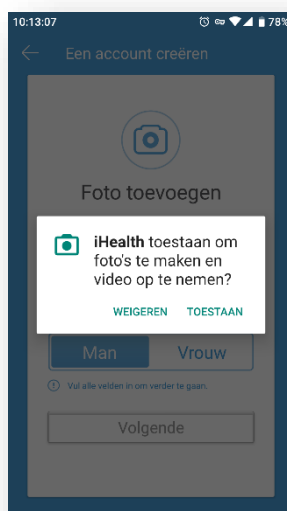 10:13:07 78%
Een account creëren
Foto toevoegen
iHealth toestaan om
foto's te maken en
video op te nemen?
WEIGEREN TOESTAAN
Man Vrouw
Vul alle velden in om verder te gaan.
Volgende